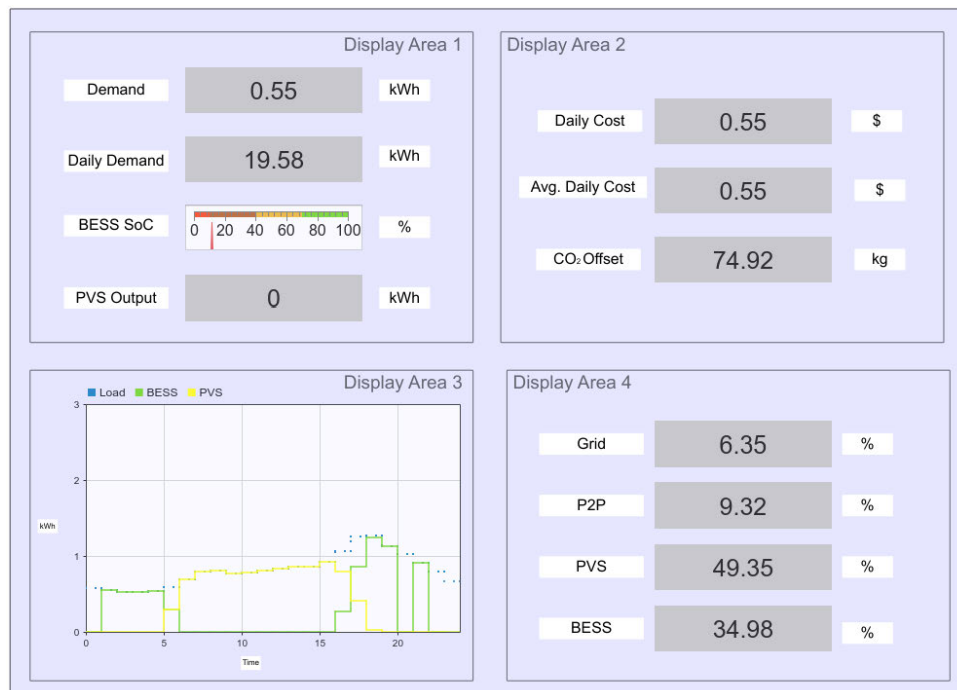 Display Area 1
Demand 0.55 kWh
Daily Demand 19.58 kWh
BESS SoC 0 20 40 60 80 100 %
PVS Output 0 kWh
Display Area 2
Daily Cost 0.55 $
Avg. Daily Cost 0.55 $
CO₂ Offset 74.92 kg
Display Area 3
Load BESS PVS
3
2
kWh
1
0
0 5 10 15 20
Time
Display Area 4
Grid 6.35 %
P2P 9.32 %
PVS 49.35 %
BESS 34.98 %